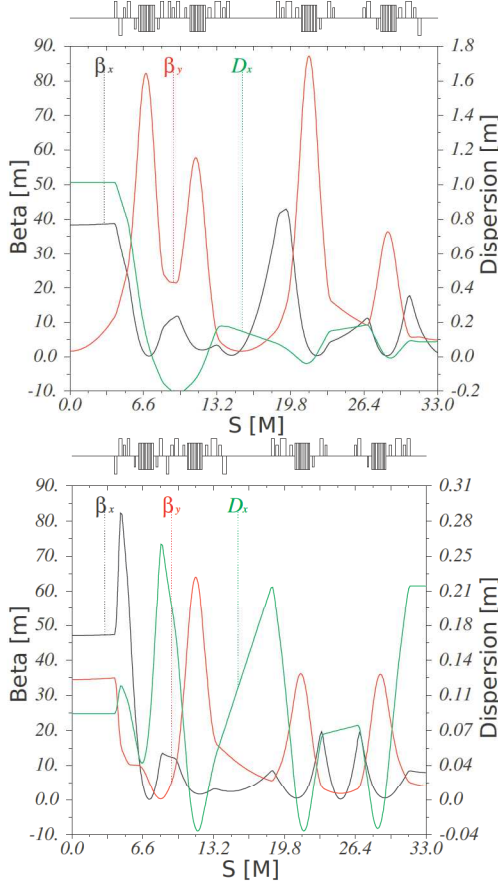 90. 1.8
βx βy Dx
80. 1.6
70. 1.4
60. 1.2
50. 1.0
40. 0.8
30. 0.6
20. 0.4
10. 0.2
0.0 0.0
-10. -0.2
Beta [m]
Dispersion [m]
0.0 6.6 13.2 19.8 26.4 33.0
S [M]
90. 0.31
βx βy Dx
80. 0.28
70. 0.25
60. 0.21
50. 0.18
40. 0.14
30. 0.11
20. 0.07
10. 0.04
0.0 0.0
-10. -0.04
Beta [m]
Dispersion [m]
0.0 6.6 13.2 19.8 26.4 33.0
S [M]